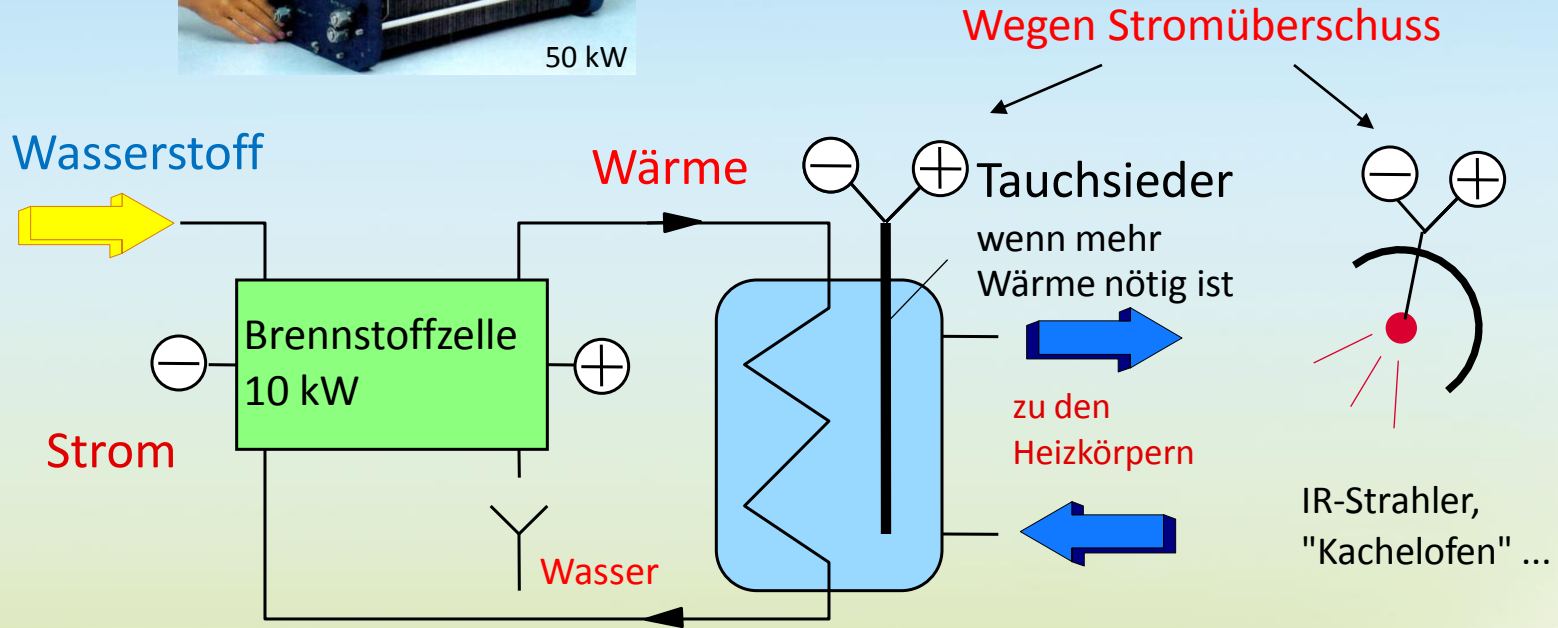 50 kW
Wegen Stromüberschuss
Wasserstoff
Wärme
Tauchsieder
wenn mehr
Wärme nötig ist
Brennstoffzelle
10 kW
Strom
Wasser
zu den
Heizkörpern
IR-Strahler,
"Kachelofen" ...